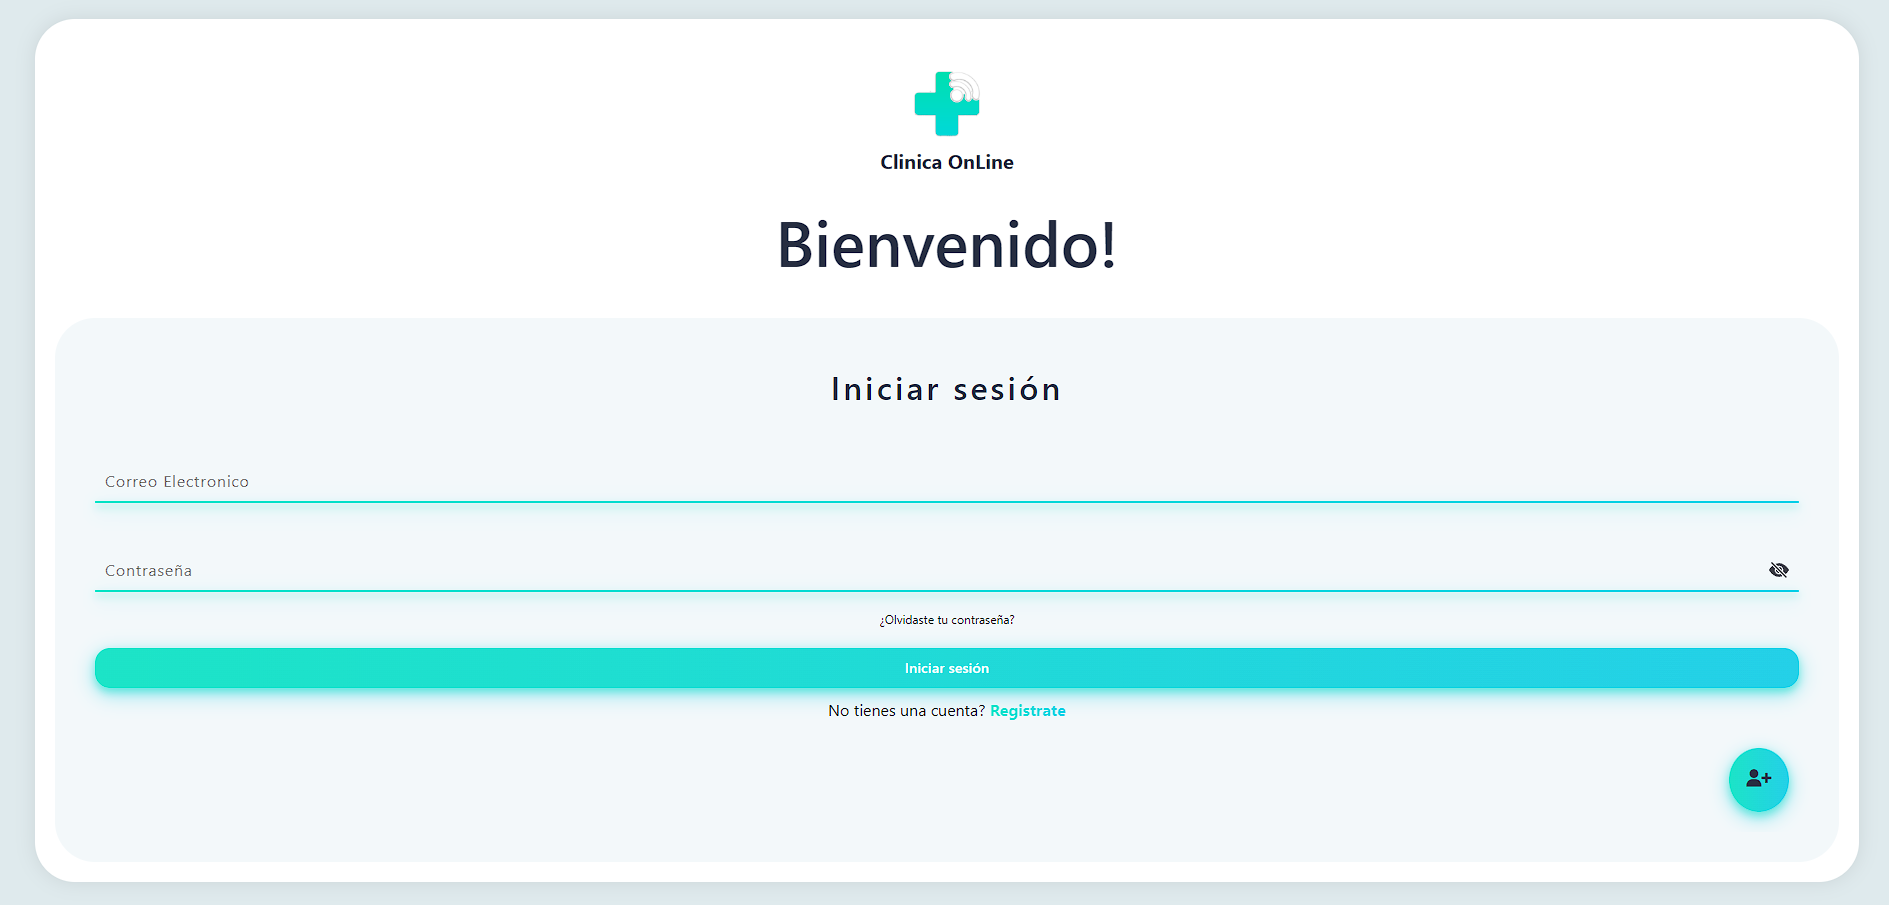 Clinica OnLine
Bienvenido!
Iniciar sesión
Correo Electronico
Contraseña
¿Olvidaste tu contraseña?
Iniciar sesión
No tienes una cuenta? Registrate